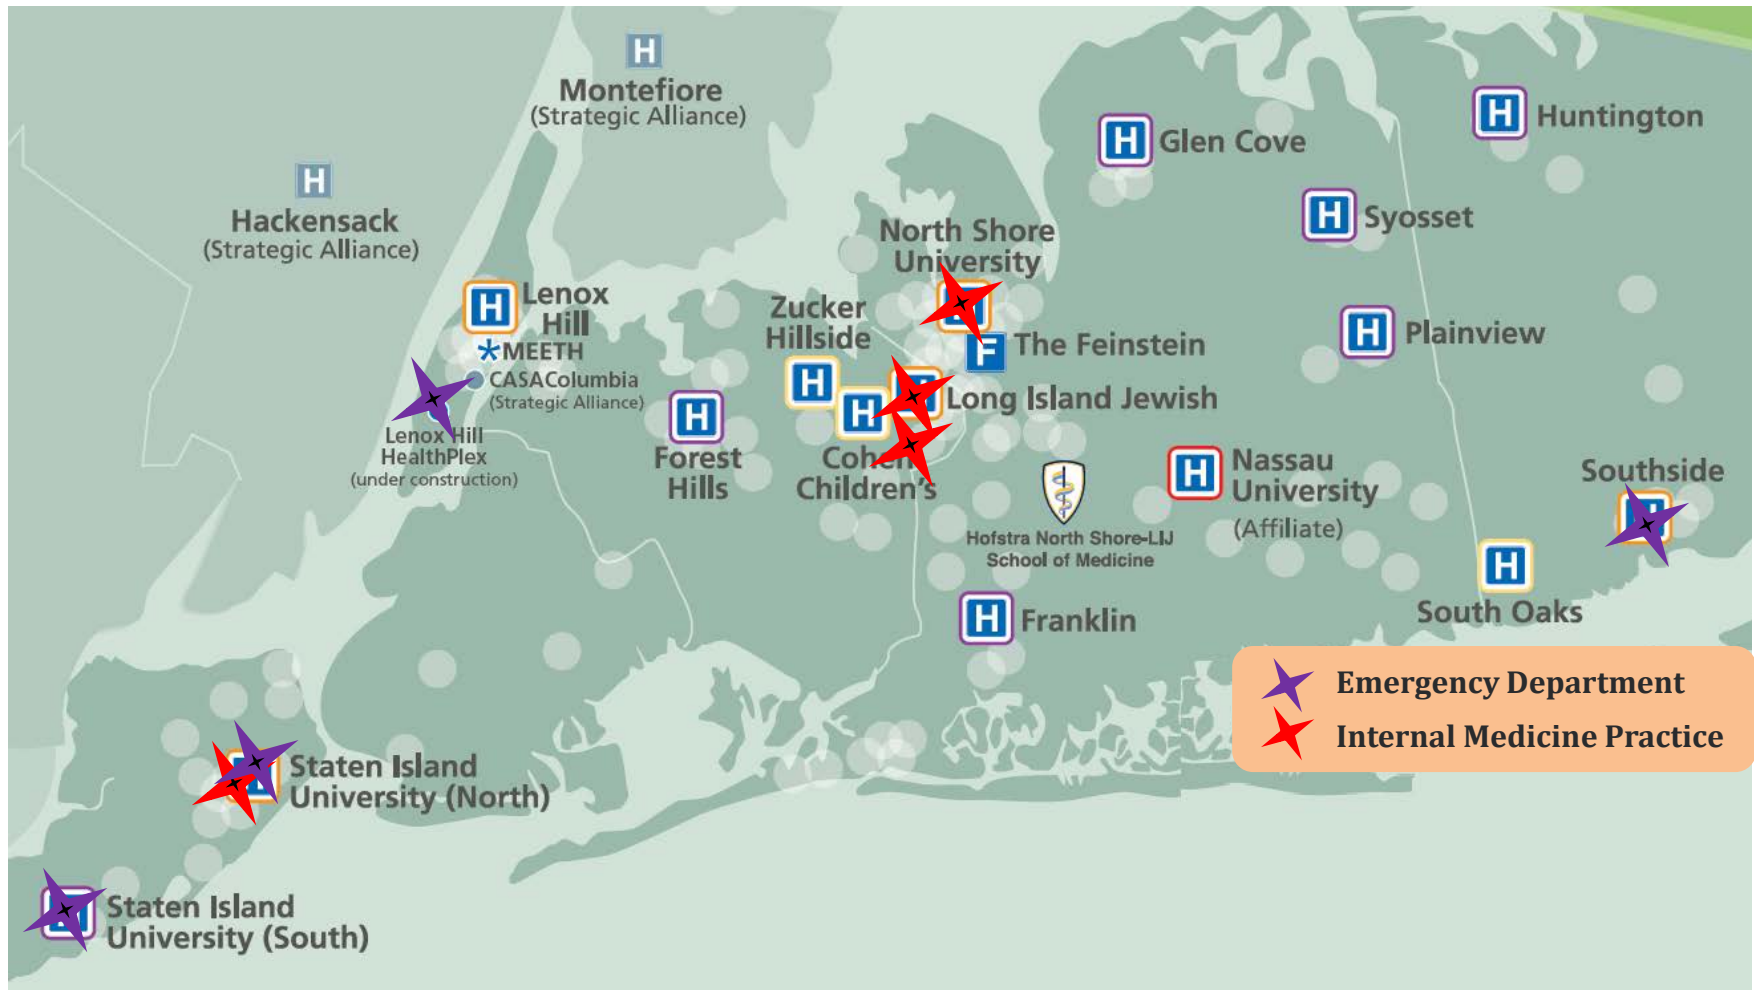 H
Montefiore
(Strategic Alliance)
H
Hackensack
(Strategic Alliance)
H
Glen Cove
H
Huntington
H
Syosset
North Shore
University
H
Lenox
Hill
*MEETH
CASAColumbia
(Strategic Alliance)
Lenox Hill
HealthPlex
(under construction)
Zucker
Hillside
H
F
The Feinstein
H
Plainview
Long Island Jewish
H
Cohen
Children's
H
Forest
Hills
H
Nassau
University
(Affiliate)
Hofstra North Shore-LIJ
School of Medicine
Southside
H
South Oaks
H
Franklin
Emergency Department
Internal Medicine Practice
Staten Island
University (North)
Staten Island
University (South)